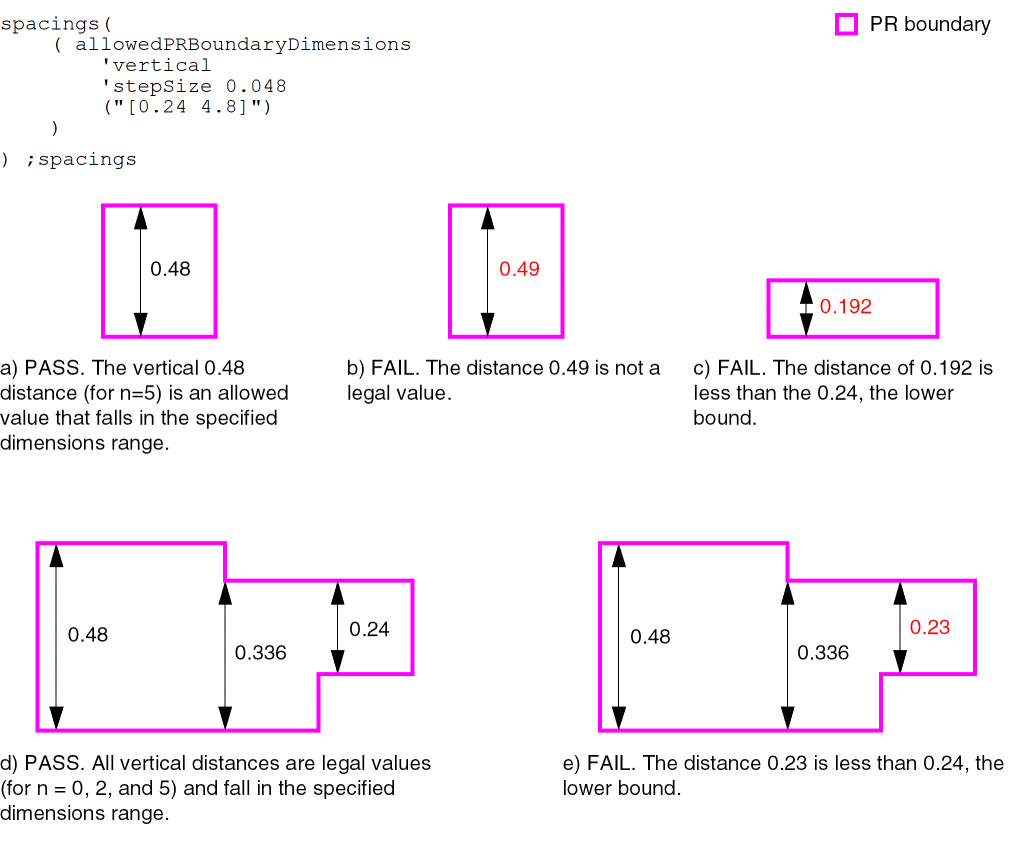 spacings(
( allowedPRBoundaryDimensions
'vertical
'stepSize 0.048
("[0.24 4.8]")
)
) ;spacings
PR boundary
0.48
0.49
0.192
a) PASS. The vertical 0.48
distance (for n=5) is an allowed
value that falls in the specified
dimensions range.
b) FAIL. The distance 0.49 is not a
legal value.
c) FAIL. The distance of 0.192 is
less than the 0.24, the lower
bound.
0.48
0.336
0.24
0.48
0.336
0.23
d) PASS. All vertical distances are legal values
(for n = 0, 2, and 5) and fall in the specified
dimensions range.
e) FAIL. The distance 0.23 is less than 0.24, the
lower bound.